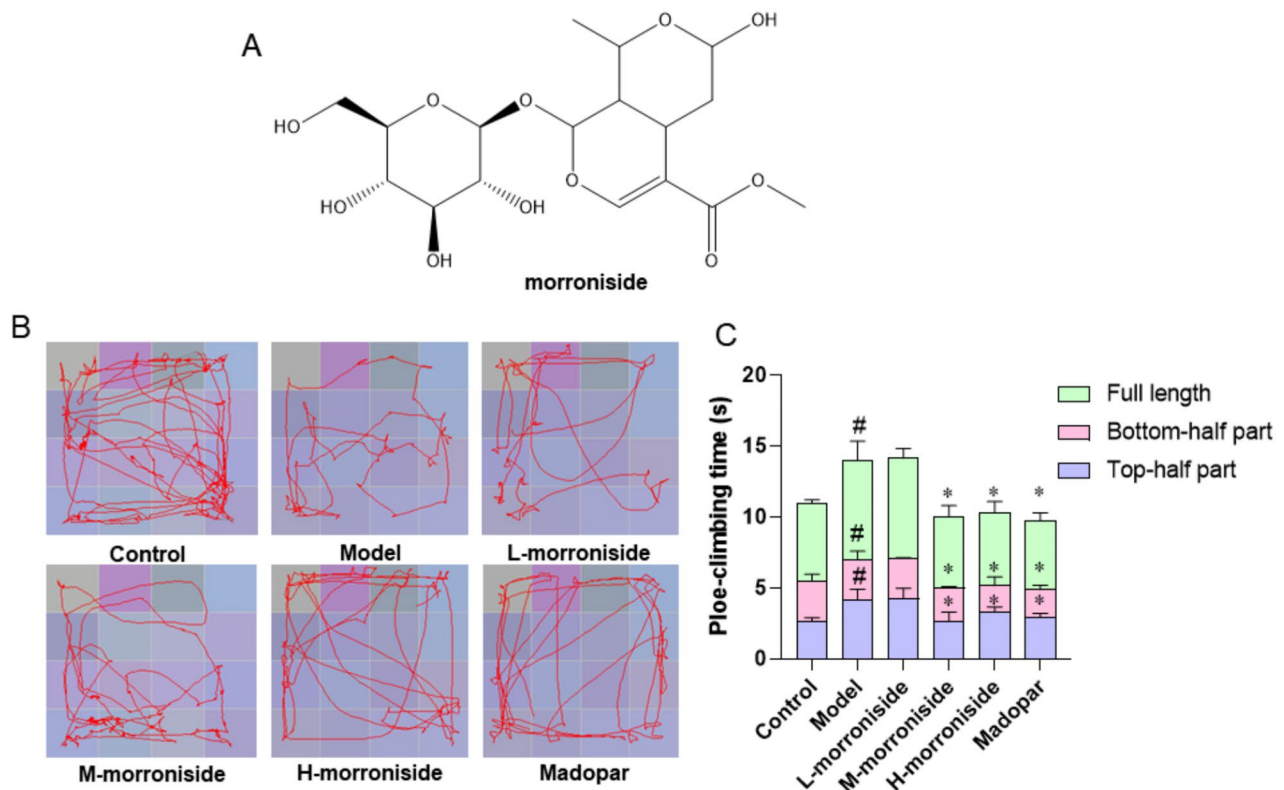 A
O
OH
O
O
HO
O
O
HO
OH
OH
O
morroniside
B
Control
Model
L-morroniside
M-morroniside
H-morroniside
Madopar
C
Ploe-climbing time (s)
20
15
10
5
0
#
#
#
* * *
* * *
* * *
Full length
Bottom-half part
Top-half part
Control
Model
L-morroniside
M-morroniside
H-morroniside
Madopar